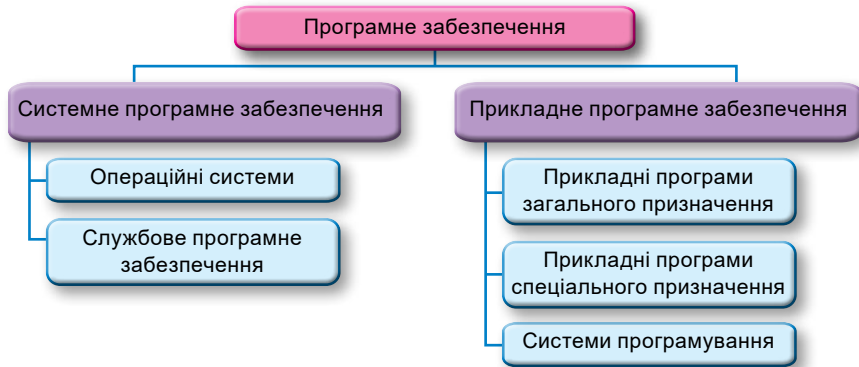 Програмне забезпечення
Системне програмне забезпечення
Операційні системи
Службове програмне
забезпечення
Прикладне програмне забезпечення
Прикладні програми
загального призначення
Прикладні програми
спеціального призначення
Системи програмування